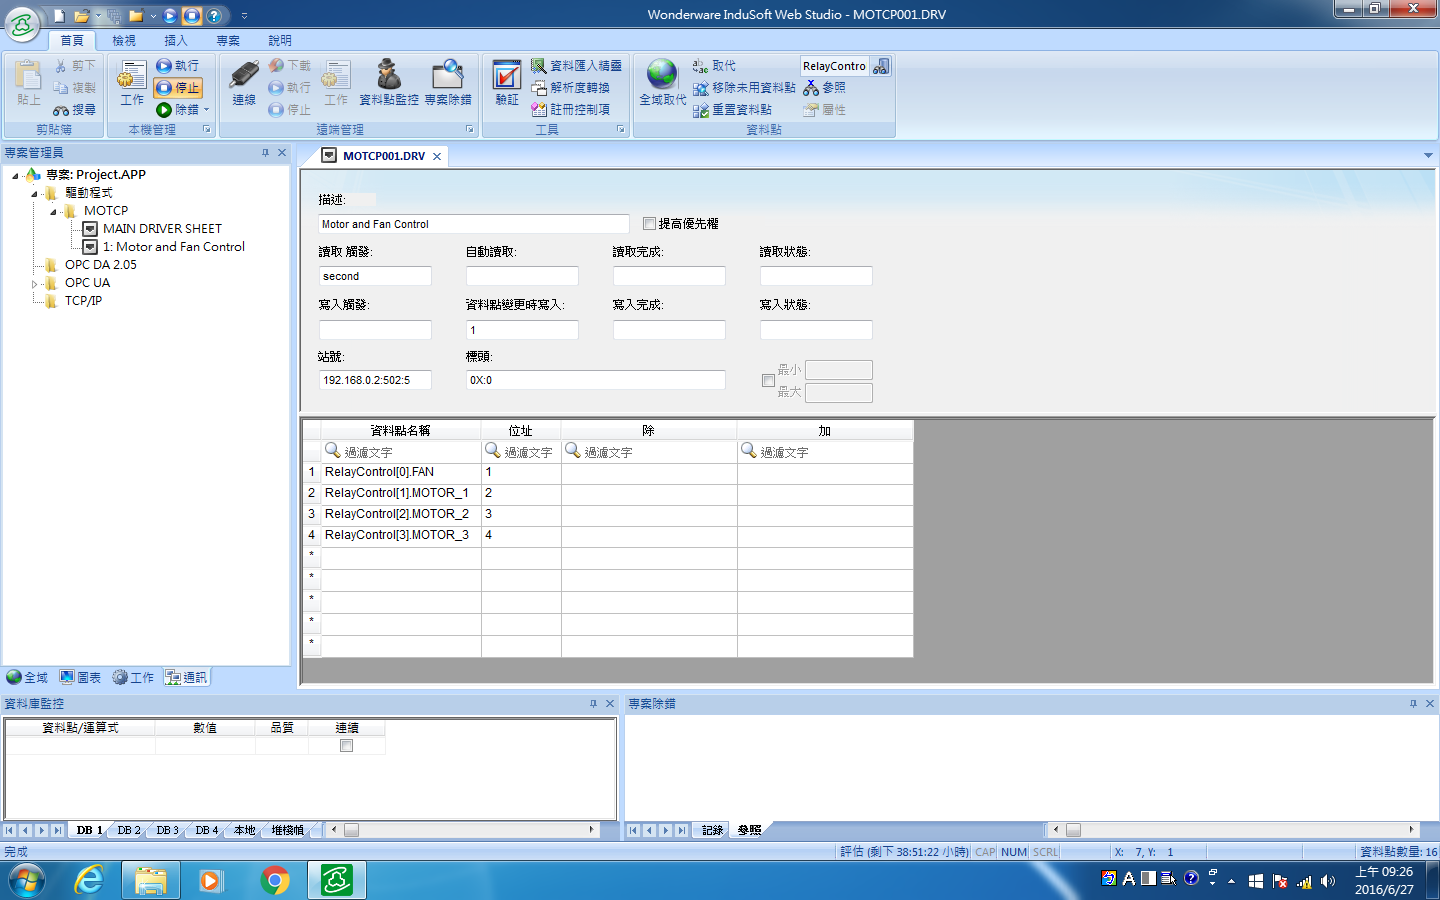 Wonderware InduSoft Web Studio - MOTCP001.DRV
首頁 檢視 插入 專案 說明
貼上 剪下 複製 搜尋 剪貼簿
工作 執行 停止 除錯 本機管理
連線 下載 執行 停止 工作 資料點監控 專案除錯 遠端管理
驗証 資料匯入精靈 解析度轉換 註冊控制項 工具
全域取代 取代 移除未用資料點 重置資料點 RelayContro 參照 屬性 資料點
專案管理員
專案: Project.APP
驅動程式
MOTCP
MAIN DRIVER SHEET
1: Motor and Fan Control
OPC DA 2.05
OPC UA
TCP/IP
全域 圖表 工作 通訊
MOTCP001.DRV
描述:
Motor and Fan Control 提高優先權
讀取 觸發: 自動讀取: 讀取完成: 讀取狀態:
second
寫入觸發: 資料點變更時寫入: 寫入完成: 寫入狀態:
1
站號: 標頭:
192.168.0.2:502:5 0X:0
最小
最大
資料點名稱 位址 除 加
過濾文字 過濾文字 過濾文字 過濾文字
1 RelayControl[0].FAN 1
2 RelayControl[1].MOTOR_1 2
3 RelayControl[2].MOTOR_2 3
4 RelayControl[3].MOTOR_3 4
*
*
*
*
*
資料庫監控
資料點/運算式 數值 品質 連續
DB 1 DB 2 DB 3 DB 4 本地 堆棧幀
專案除錯
記錄 參照
完成 評估 (剩下 38:51:22 小時) CAP NUM SCRL X: 7, Y: 1 資料點數量: 16
A
上午 09:26
2016/6/27